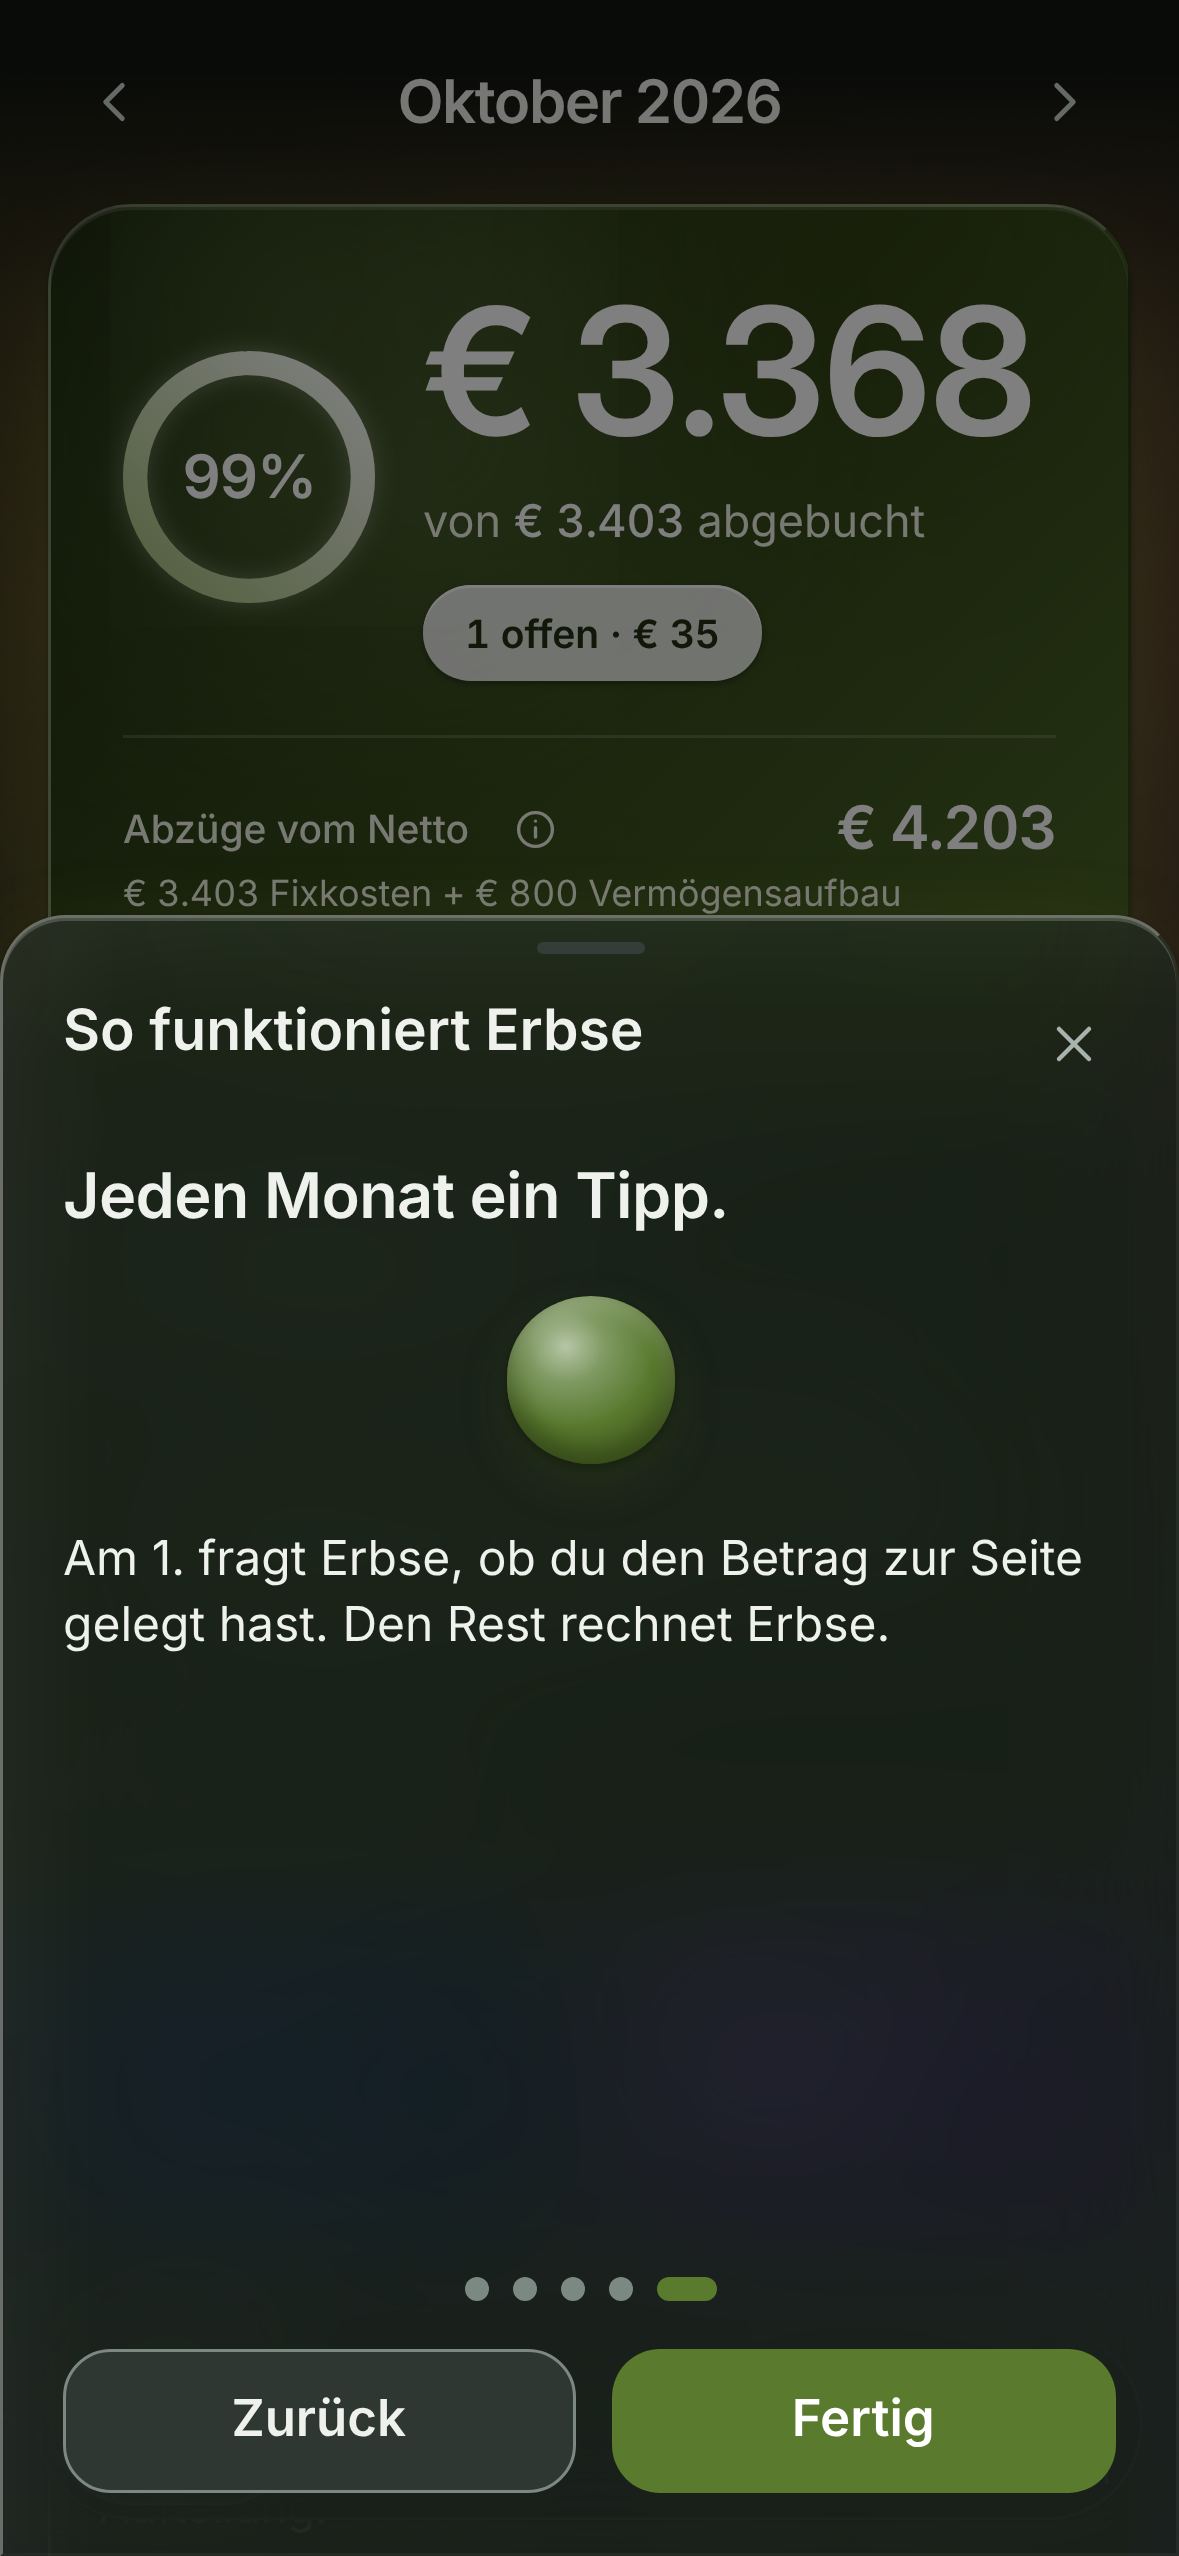 Oktober 2026
99%
€ 3.368
von € 3.403 abgebucht
1 offen · € 35
Abzüge vom Netto
€ 4.203
€ 3.403 Fixkosten + € 800 Vermögensaufbau
So funktioniert Erbse
Jeden Monat ein Tipp.
Am 1. fragt Erbse, ob du den Betrag zur Seite
gelegt hast. Den Rest rechnet Erbse.
Zurück
Fertig